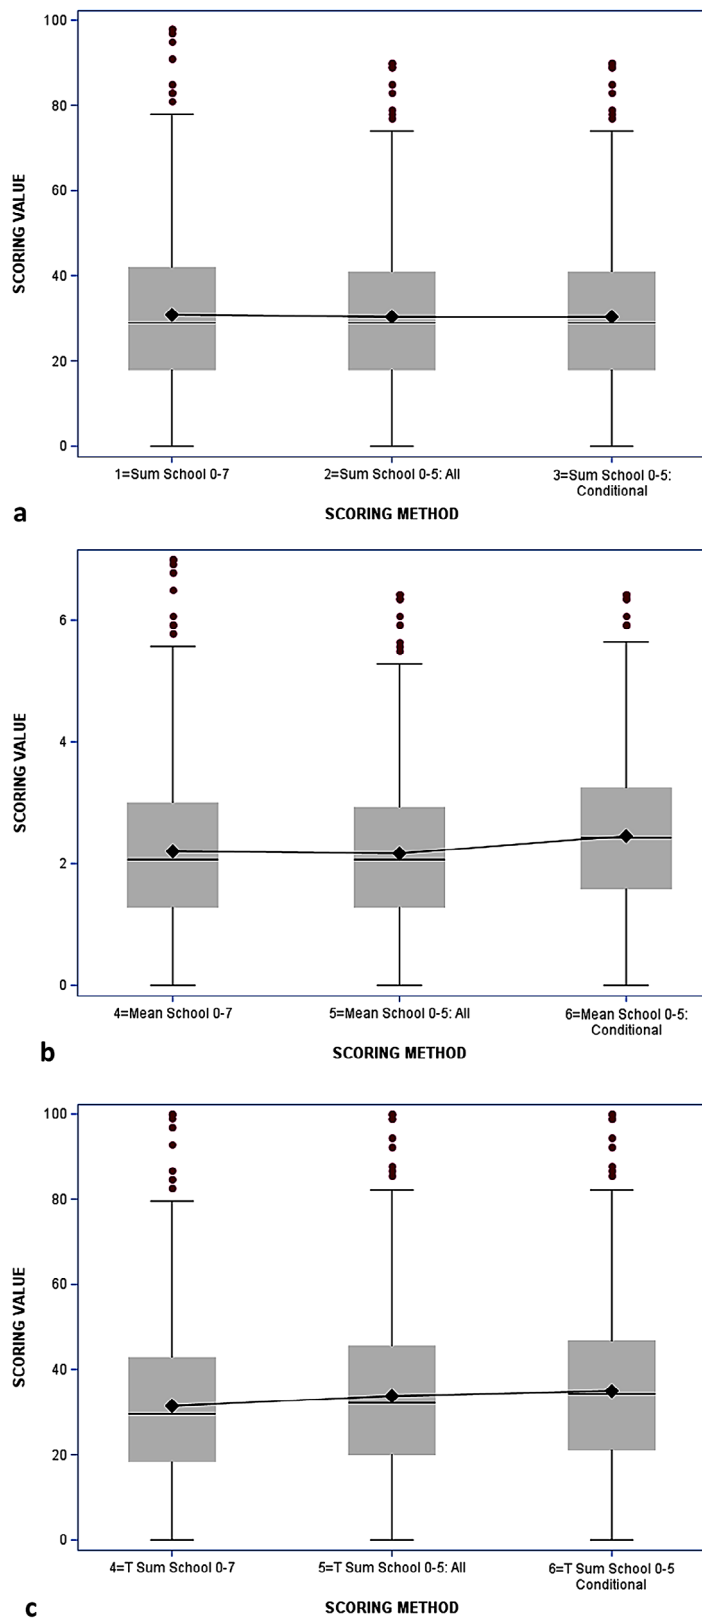 100
80
60
40
20
0
SCORING VALUE
1=Sum School 0-7
2=Sum School 0-5: All
3=Sum School 0-5:
Conditional
a
SCORING METHOD
6
4
2
0
SCORING VALUE
4=Mean School 0-7
5=Mean School 0-5: All
6=Mean School 0-5:
Conditional
b
SCORING METHOD
100
80
60
40
20
0
SCORING VALUE
4=T Sum School 0-7
5=T Sum School 0-5: All
6=T Sum School 0-5
Conditional
c
SCORING METHOD